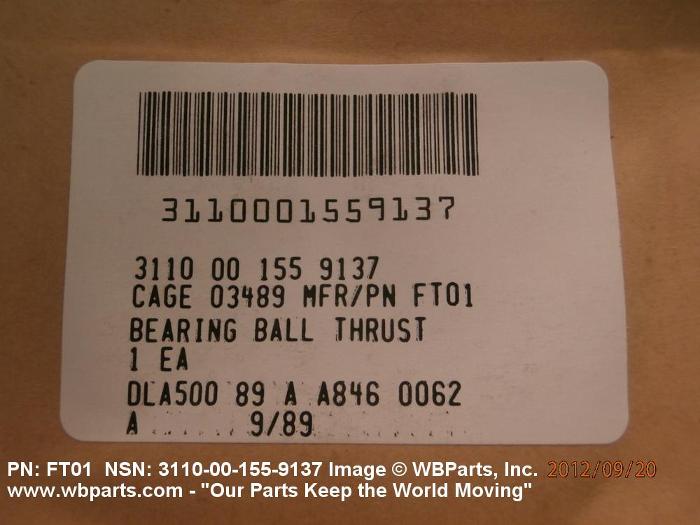 3110001559137
3110 00 155 9137
CAGE 03489 MFR/PN FT01
BEARING BALL THRUST
1 EA
DLA500 89 A A846 0062
A 9/89
PN: FT01 NSN: 3110-00-155-9137 Image © WBParts, Inc. 2012/09/20
www.wbparts.com - "Our Parts Keep the World Moving"